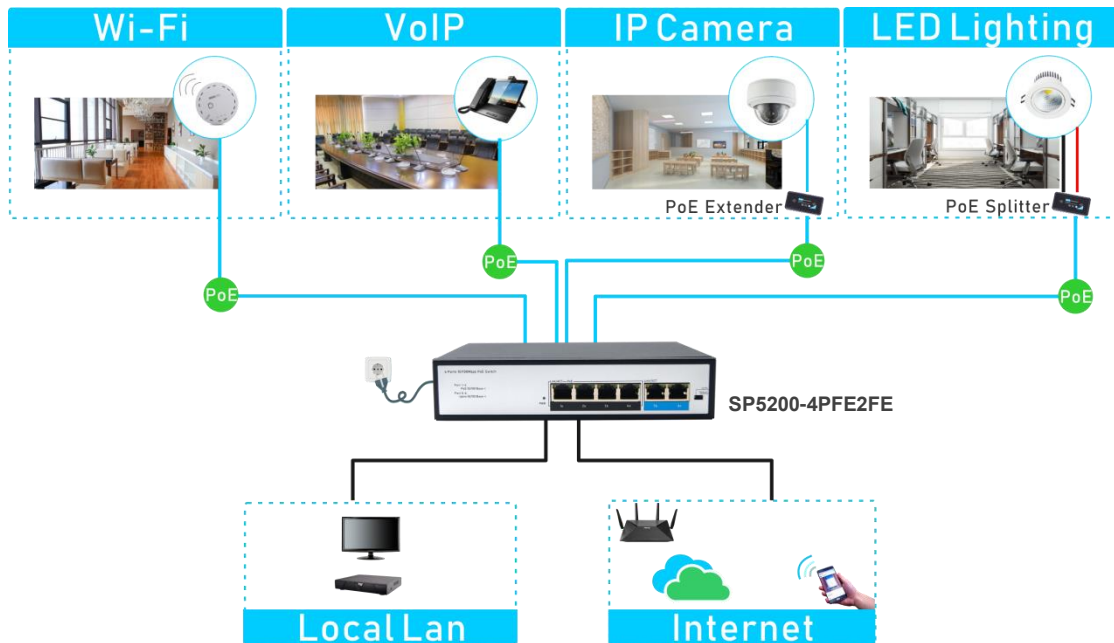 Wi-Fi
VoIP
IP Camera
LED Lighting
PoE Extender
PoE Splitter
PoE
PoE
PoE
PoE
SP5200-4PFE2FE
Local Lan
Internet